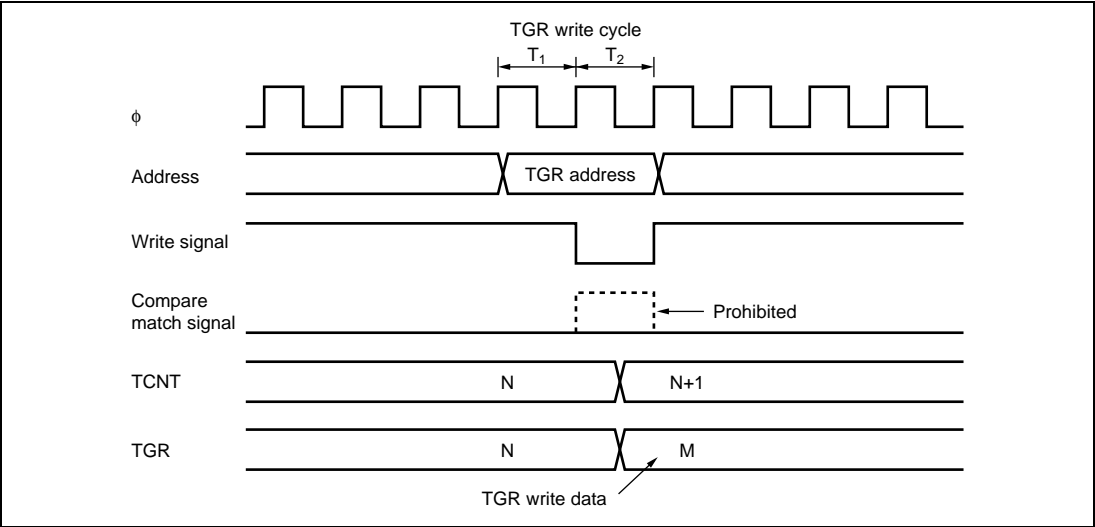 TGR write cycle
T₁ T₂
ϕ
Address TGR address
Write signal
Compare
match signal Prohibited
TCNT N N+1
TGR N M
TGR write data